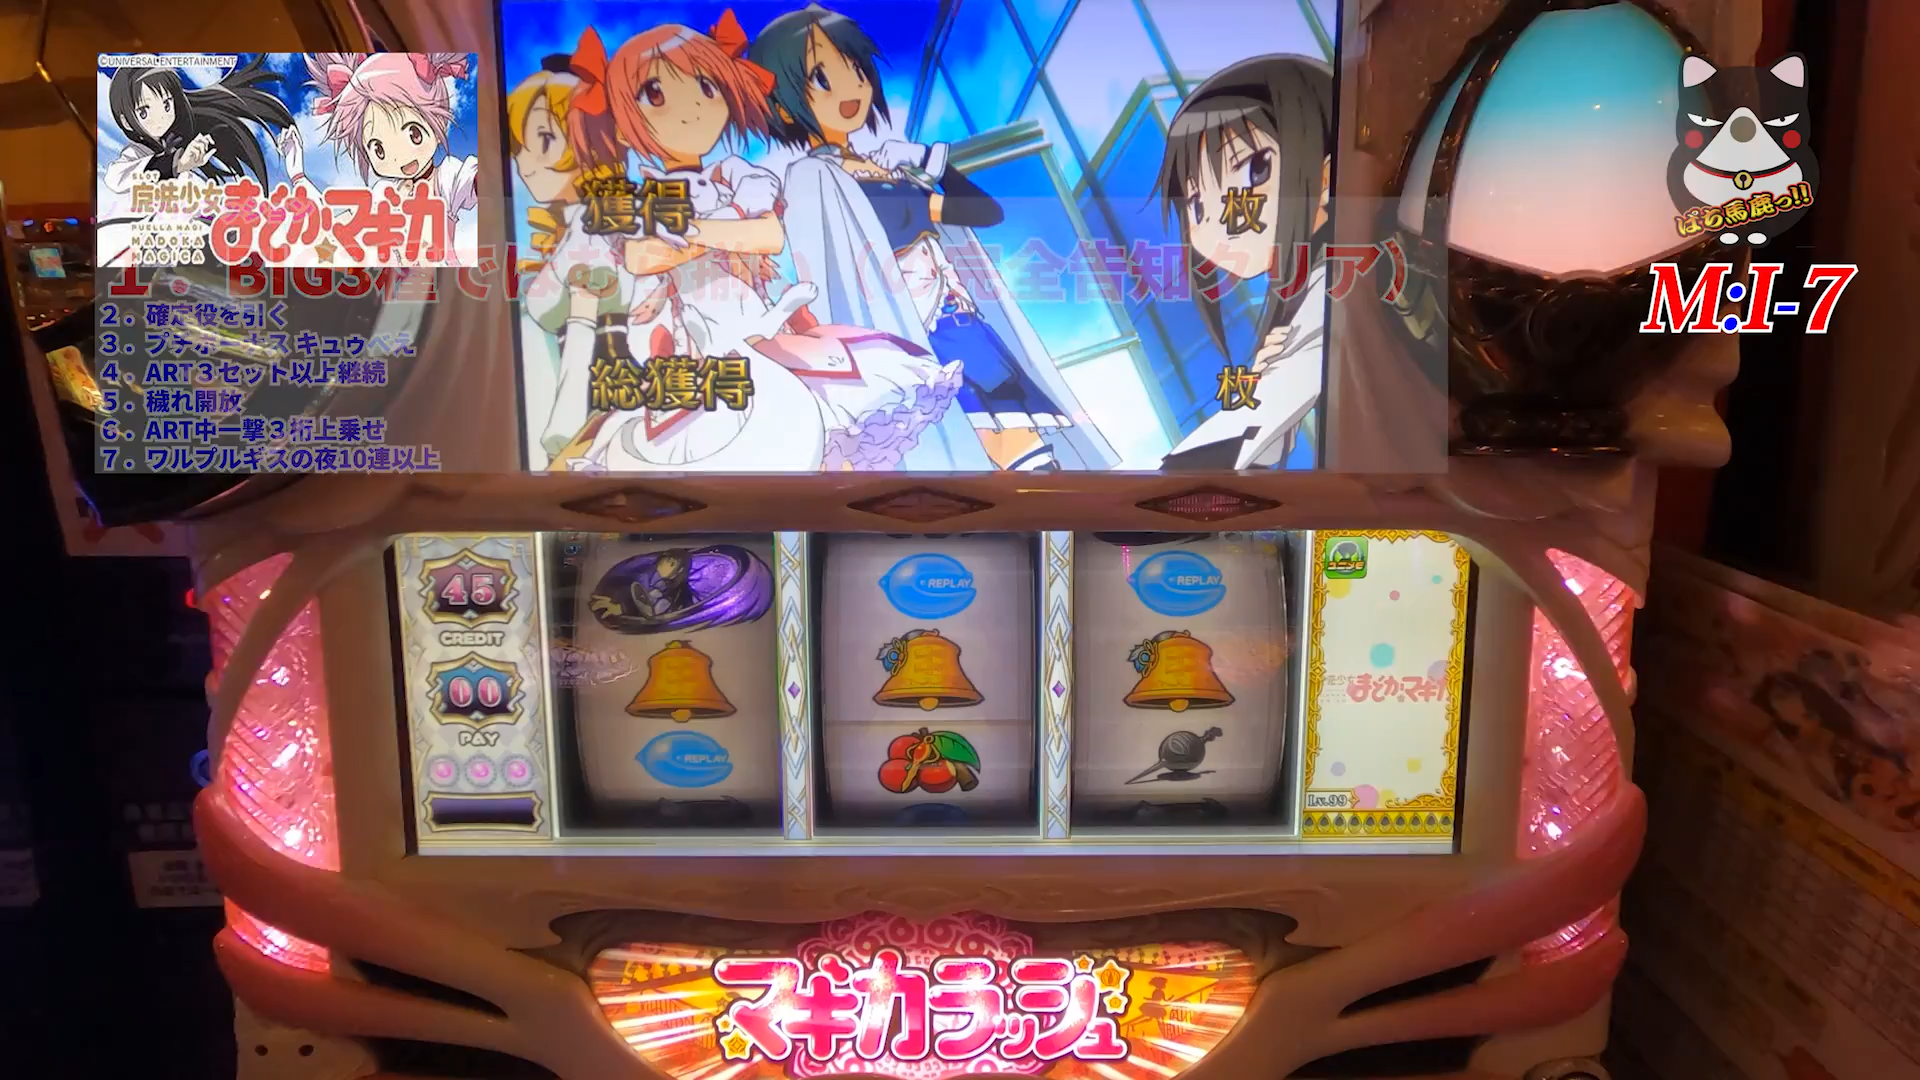 ©UNIVERSAL ENTERTAINMENT
SLOT
魔法少女
まどか☆マギカ
PUELLA MAGI
MADOKA
MAGICA
獲得 枚
総獲得 枚
ぱち馬鹿っ!!
M:I-7
2．確定役を引く
3．プチボーナスキュゥべえ
4．ART３セット以上継続
5．穢れ開放
6．ART中一撃３桁上乗せ
7．ワルプルギスの夜10連以上
45
CREDIT
00
PAY
REPLAY
REPLAY
REPLAY
ユニメモ
まどか☆マギカ
Lv.99
マギカラッシュ